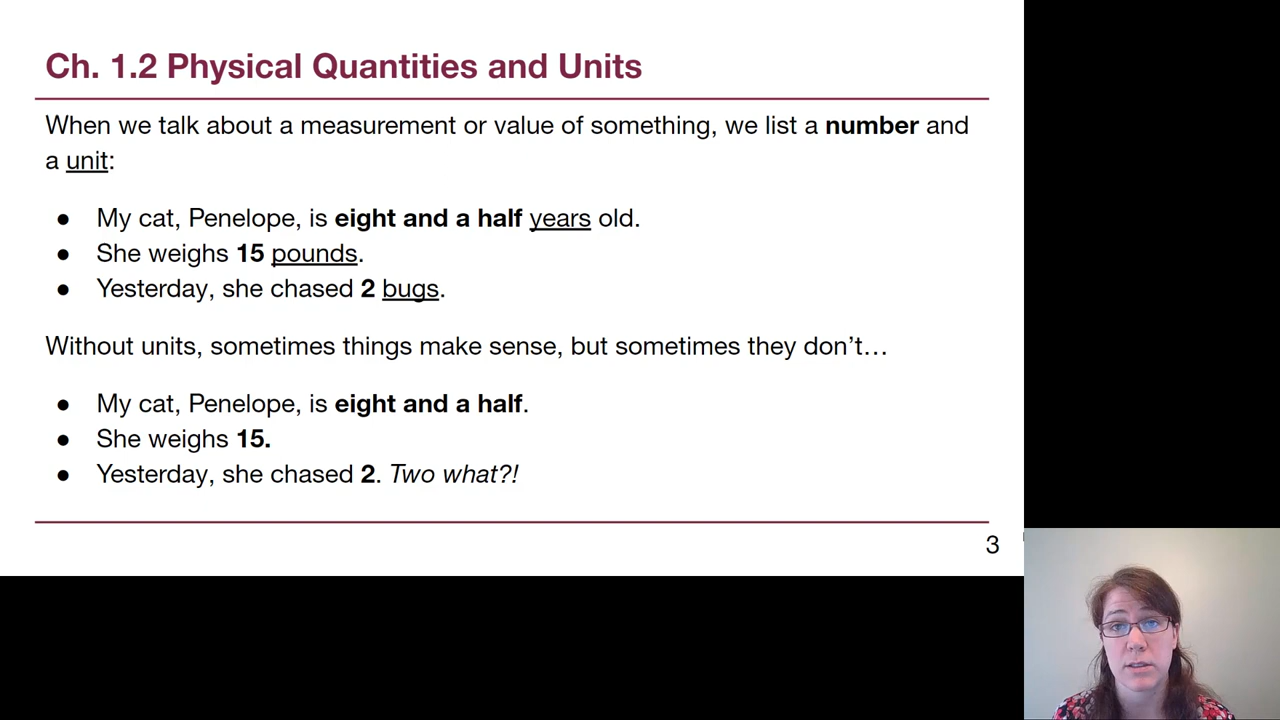 Ch. 1.2 Physical Quantities and Units
When we talk about a measurement or value of something, we list a number and
a unit:
● My cat, Penelope, is eight and a half years old.
● She weighs 15 pounds.
● Yesterday, she chased 2 bugs.
Without units, sometimes things make sense, but sometimes they don’t…
● My cat, Penelope, is eight and a half.
● She weighs 15.
● Yesterday, she chased 2. Two what?!
3